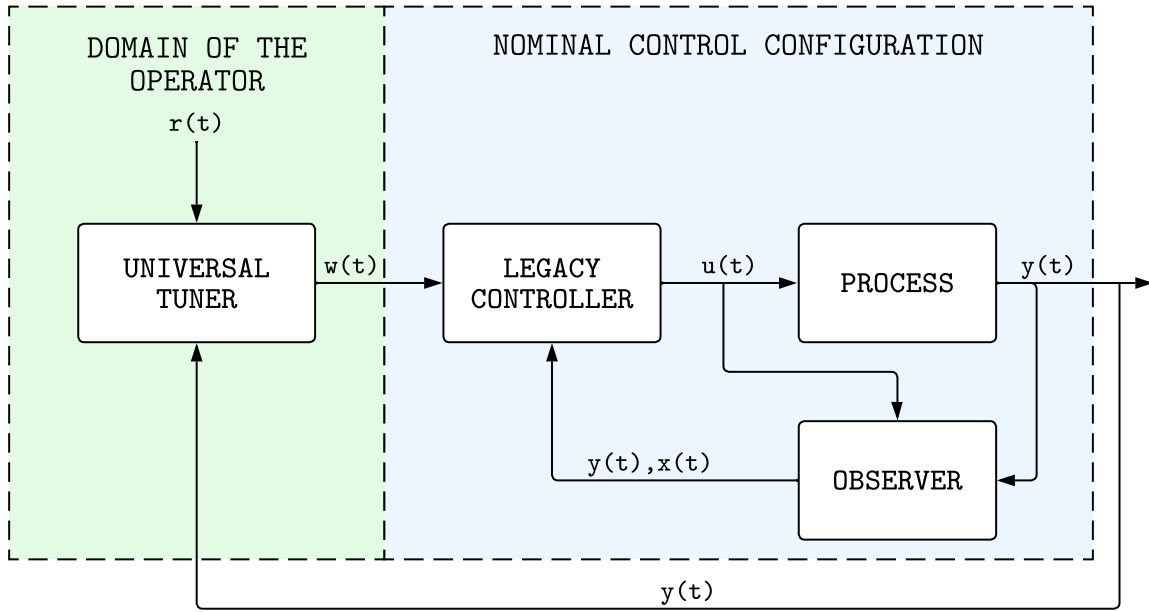 DOMAIN OF THE
OPERATOR
r(t)
UNIVERSAL
TUNER
w(t)
NOMINAL CONTROL CONFIGURATION
LEGACY
CONTROLLER
u(t)
PROCESS
y(t)
OBSERVER
y(t),x(t)
y(t)